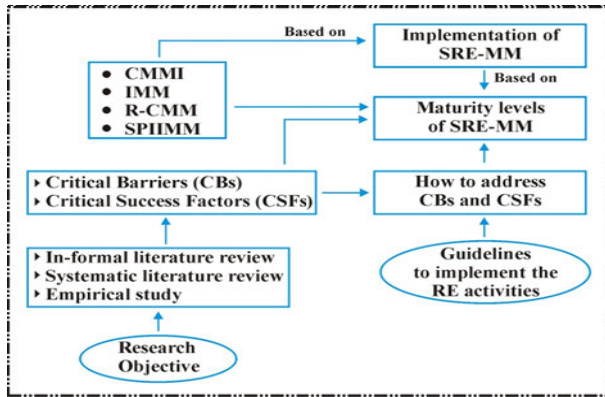 Based on
Implementation of
SRE-MM
Based on
• CMMI
• IMM
• R-CMM
• SPIIMM
Maturity levels
of SRE-MM
Critical Barriers (CBs)
Critical Success Factors (CSFs)
How to address
CBs and CSFs
In-formal literature review
Systematic literature review
Empirical study
Guidelines
to implement the
RE activities
Research
Objective